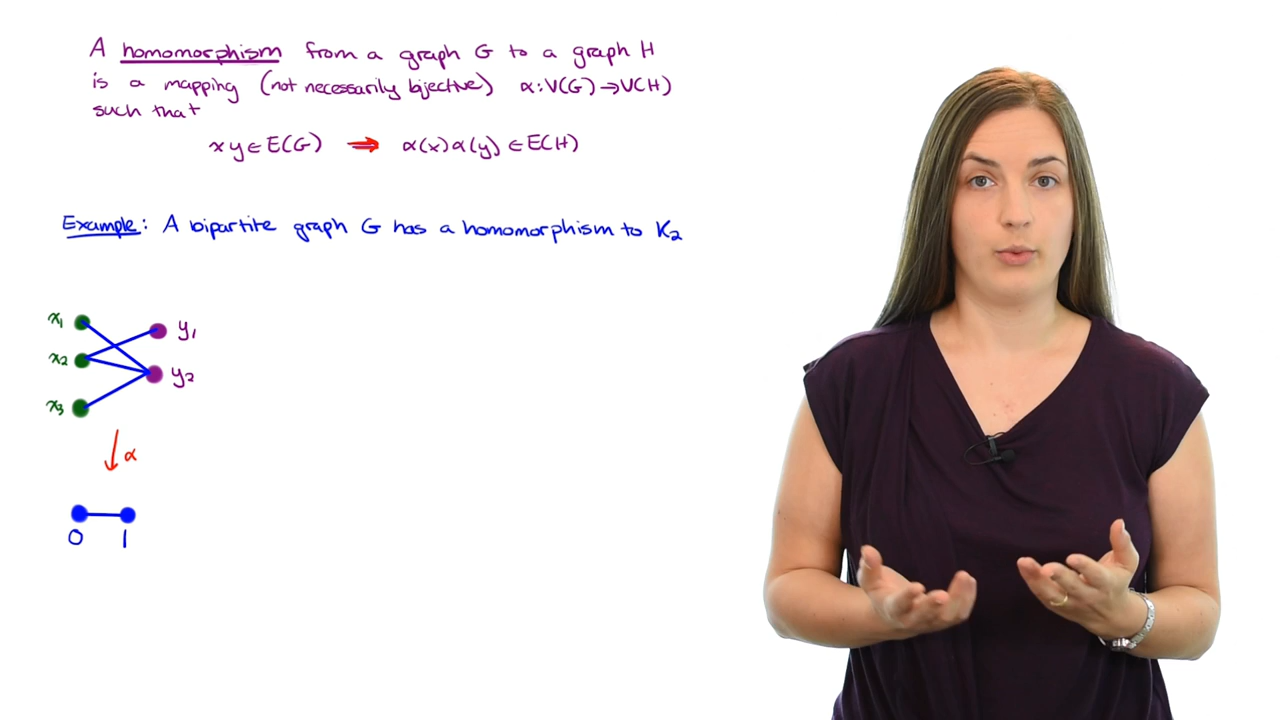 A homomorphism from a graph G to a graph H
is a mapping (not necessarily bijective) α: V(G)→V(H)
such that
xy∈E(G) ⇒ α(x)α(y)∈E(H)
Example: A bipartite graph G has a homomorphism to K₂
x₁
y₁
x₂
y₂
x₃
α
0 1